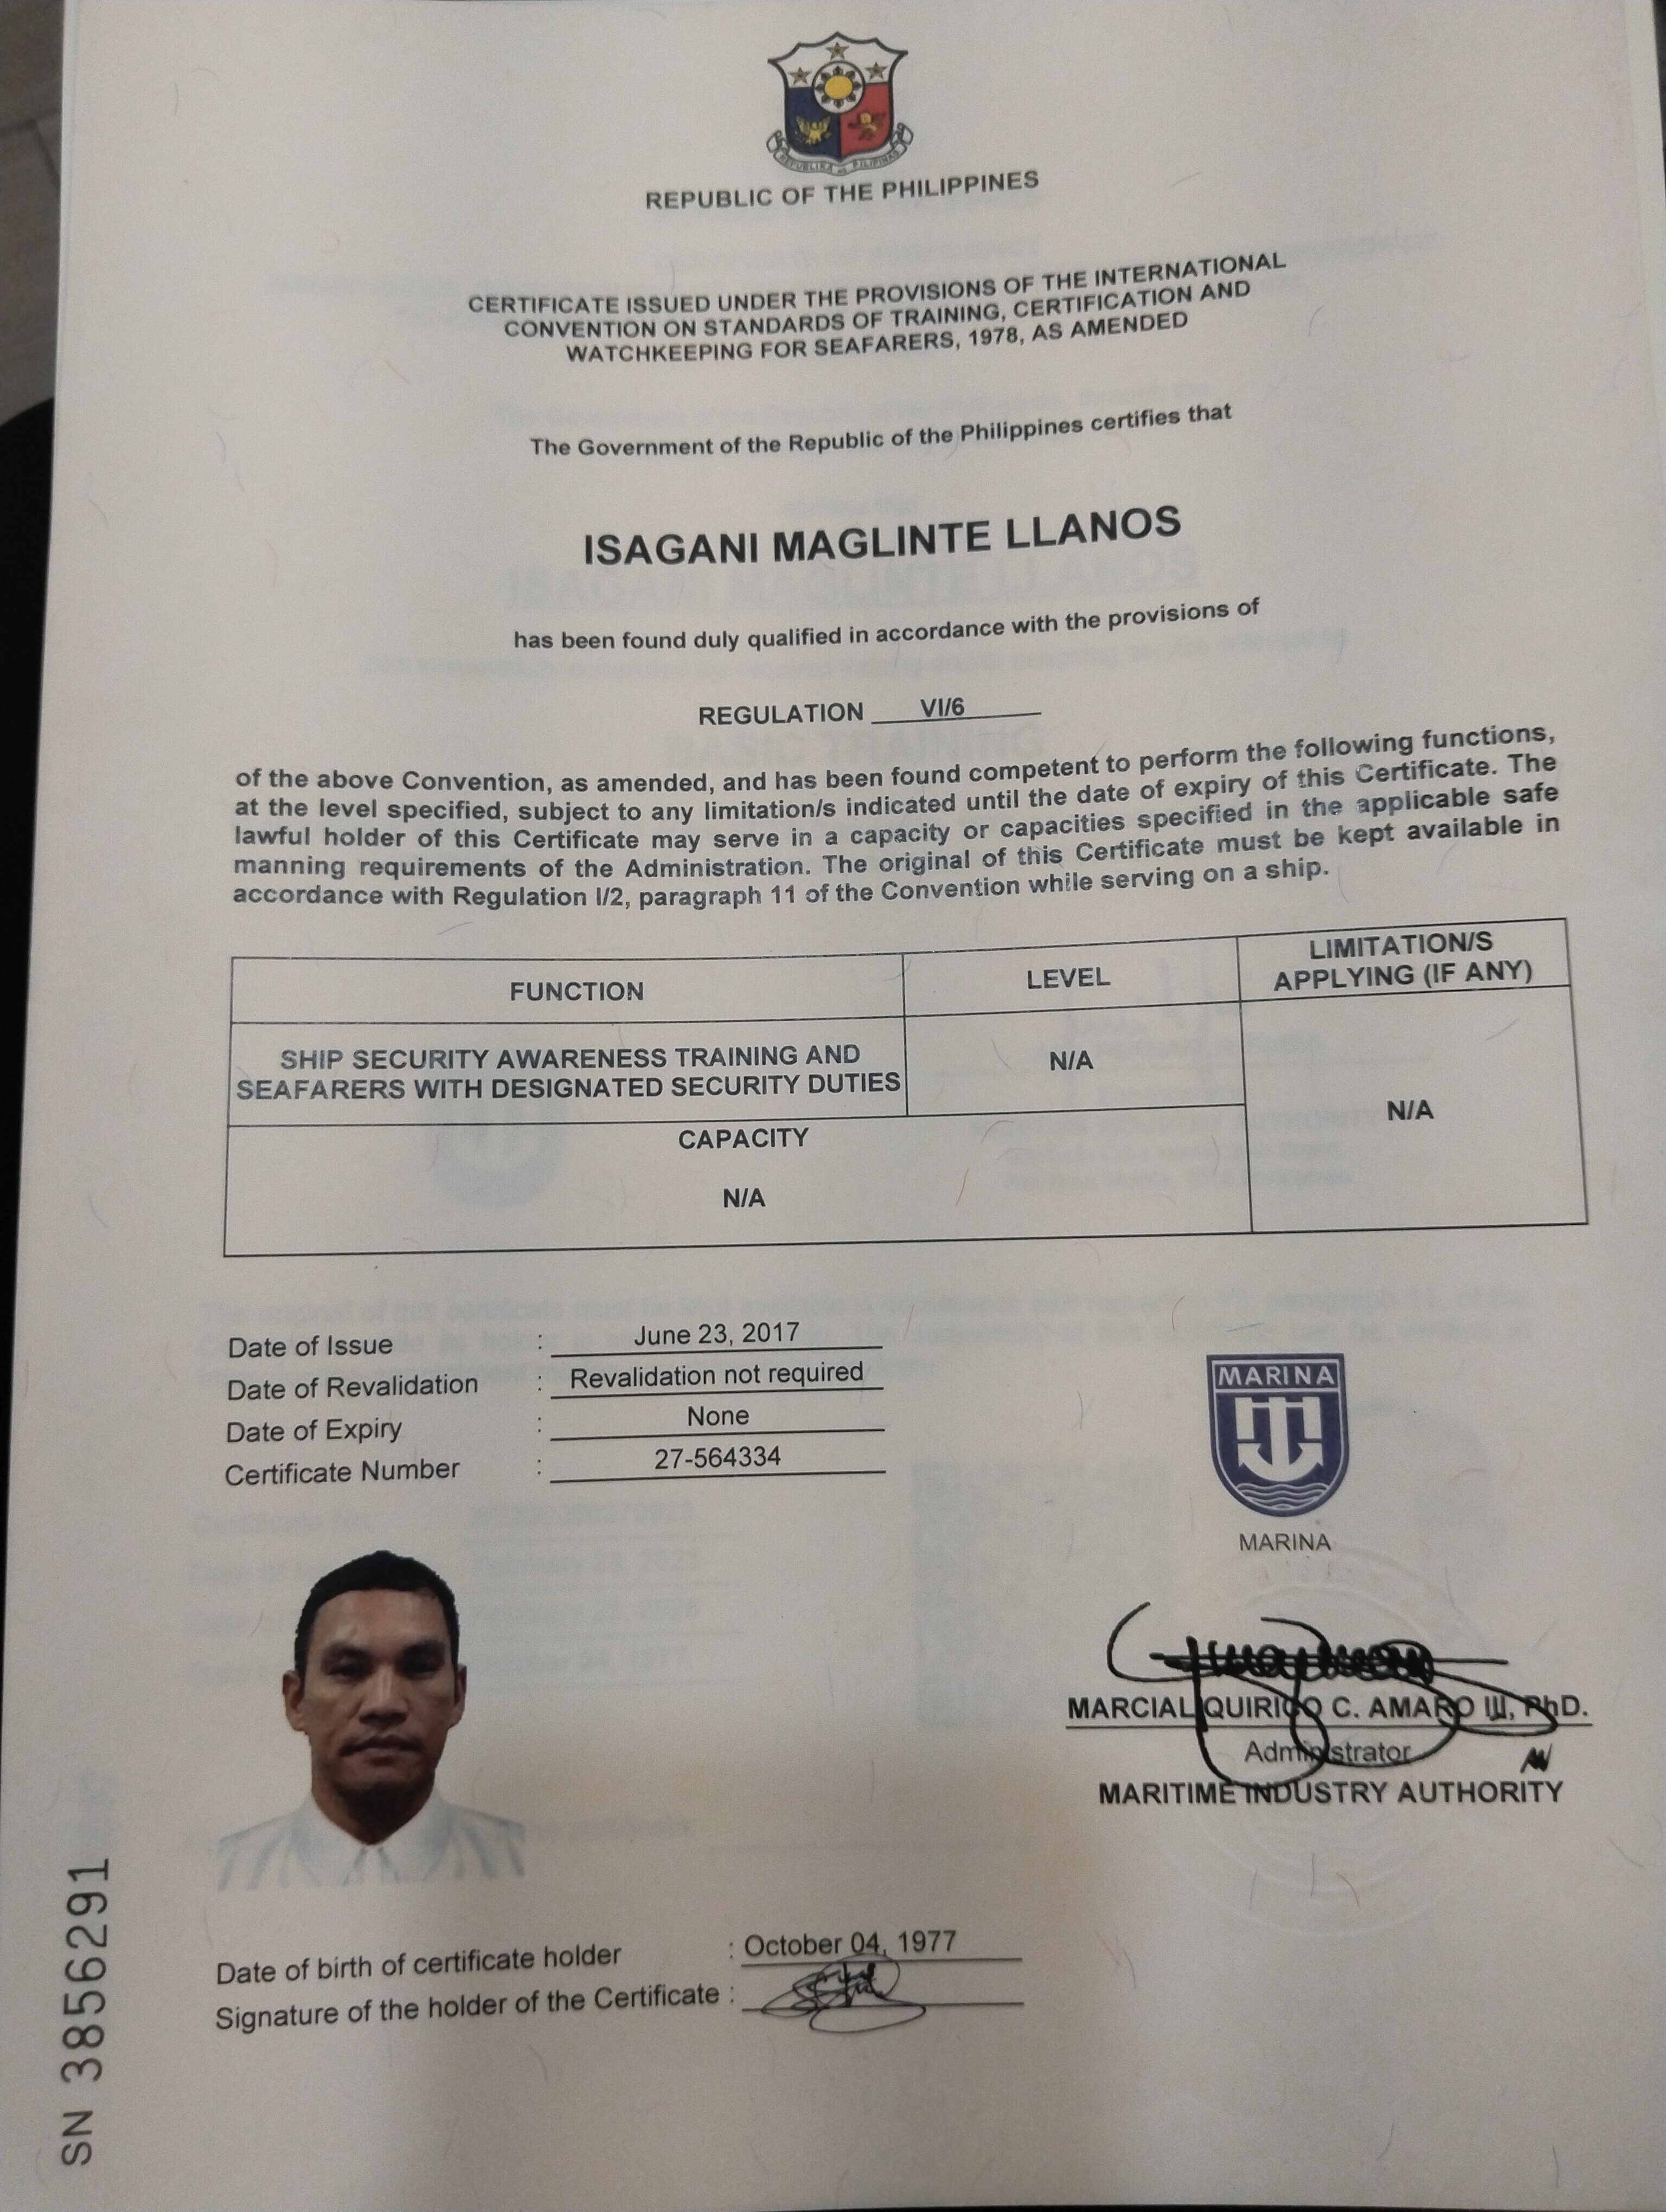 REPUBLIKA NG PILIPINAS
REPUBLIC OF THE PHILIPPINES
CERTIFICATE ISSUED UNDER THE PROVISIONS OF THE INTERNATIONAL
CONVENTION ON STANDARDS OF TRAINING, CERTIFICATION AND
WATCHKEEPING FOR SEAFARERS, 1978, AS AMENDED
The Government of the Republic of the Philippines certifies that
ISAGANI MAGLINTE LLANOS
has been found duly qualified in accordance with the provisions of
REGULATION VI/6
of the above Convention, as amended, and has been found competent to perform the following functions,
at the level specified, subject to any limitation/s indicated until the date of expiry of this Certificate. The
lawful holder of this Certificate may serve in a capacity or capacities specified in the applicable safe
manning requirements of the Administration. The original of this Certificate must be kept available in
accordance with Regulation I/2, paragraph 11 of the Convention while serving on a ship.
FUNCTION LEVEL LIMITATION/S
APPLYING (IF ANY)
SHIP SECURITY AWARENESS TRAINING AND
SEAFARERS WITH DESIGNATED SECURITY DUTIES
N/A
N/A
CAPACITY
N/A
Date of Issue : June 23, 2017
Date of Revalidation : Revalidation not required
Date of Expiry : None
Certificate Number : 27-564334
MARINA
MARINA
MARCIAL QUIRICO C. AMARO III, PhD.
Administrator
MARITIME INDUSTRY AUTHORITY
Date of birth of certificate holder : October 04, 1977
Signature of the holder of the Certificate :
SN 3856291